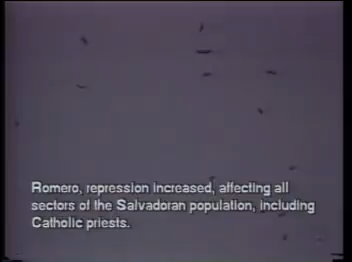 Romero, repression increased, affecting all
sectors of the Salvadoran population, including
Catholic priests.